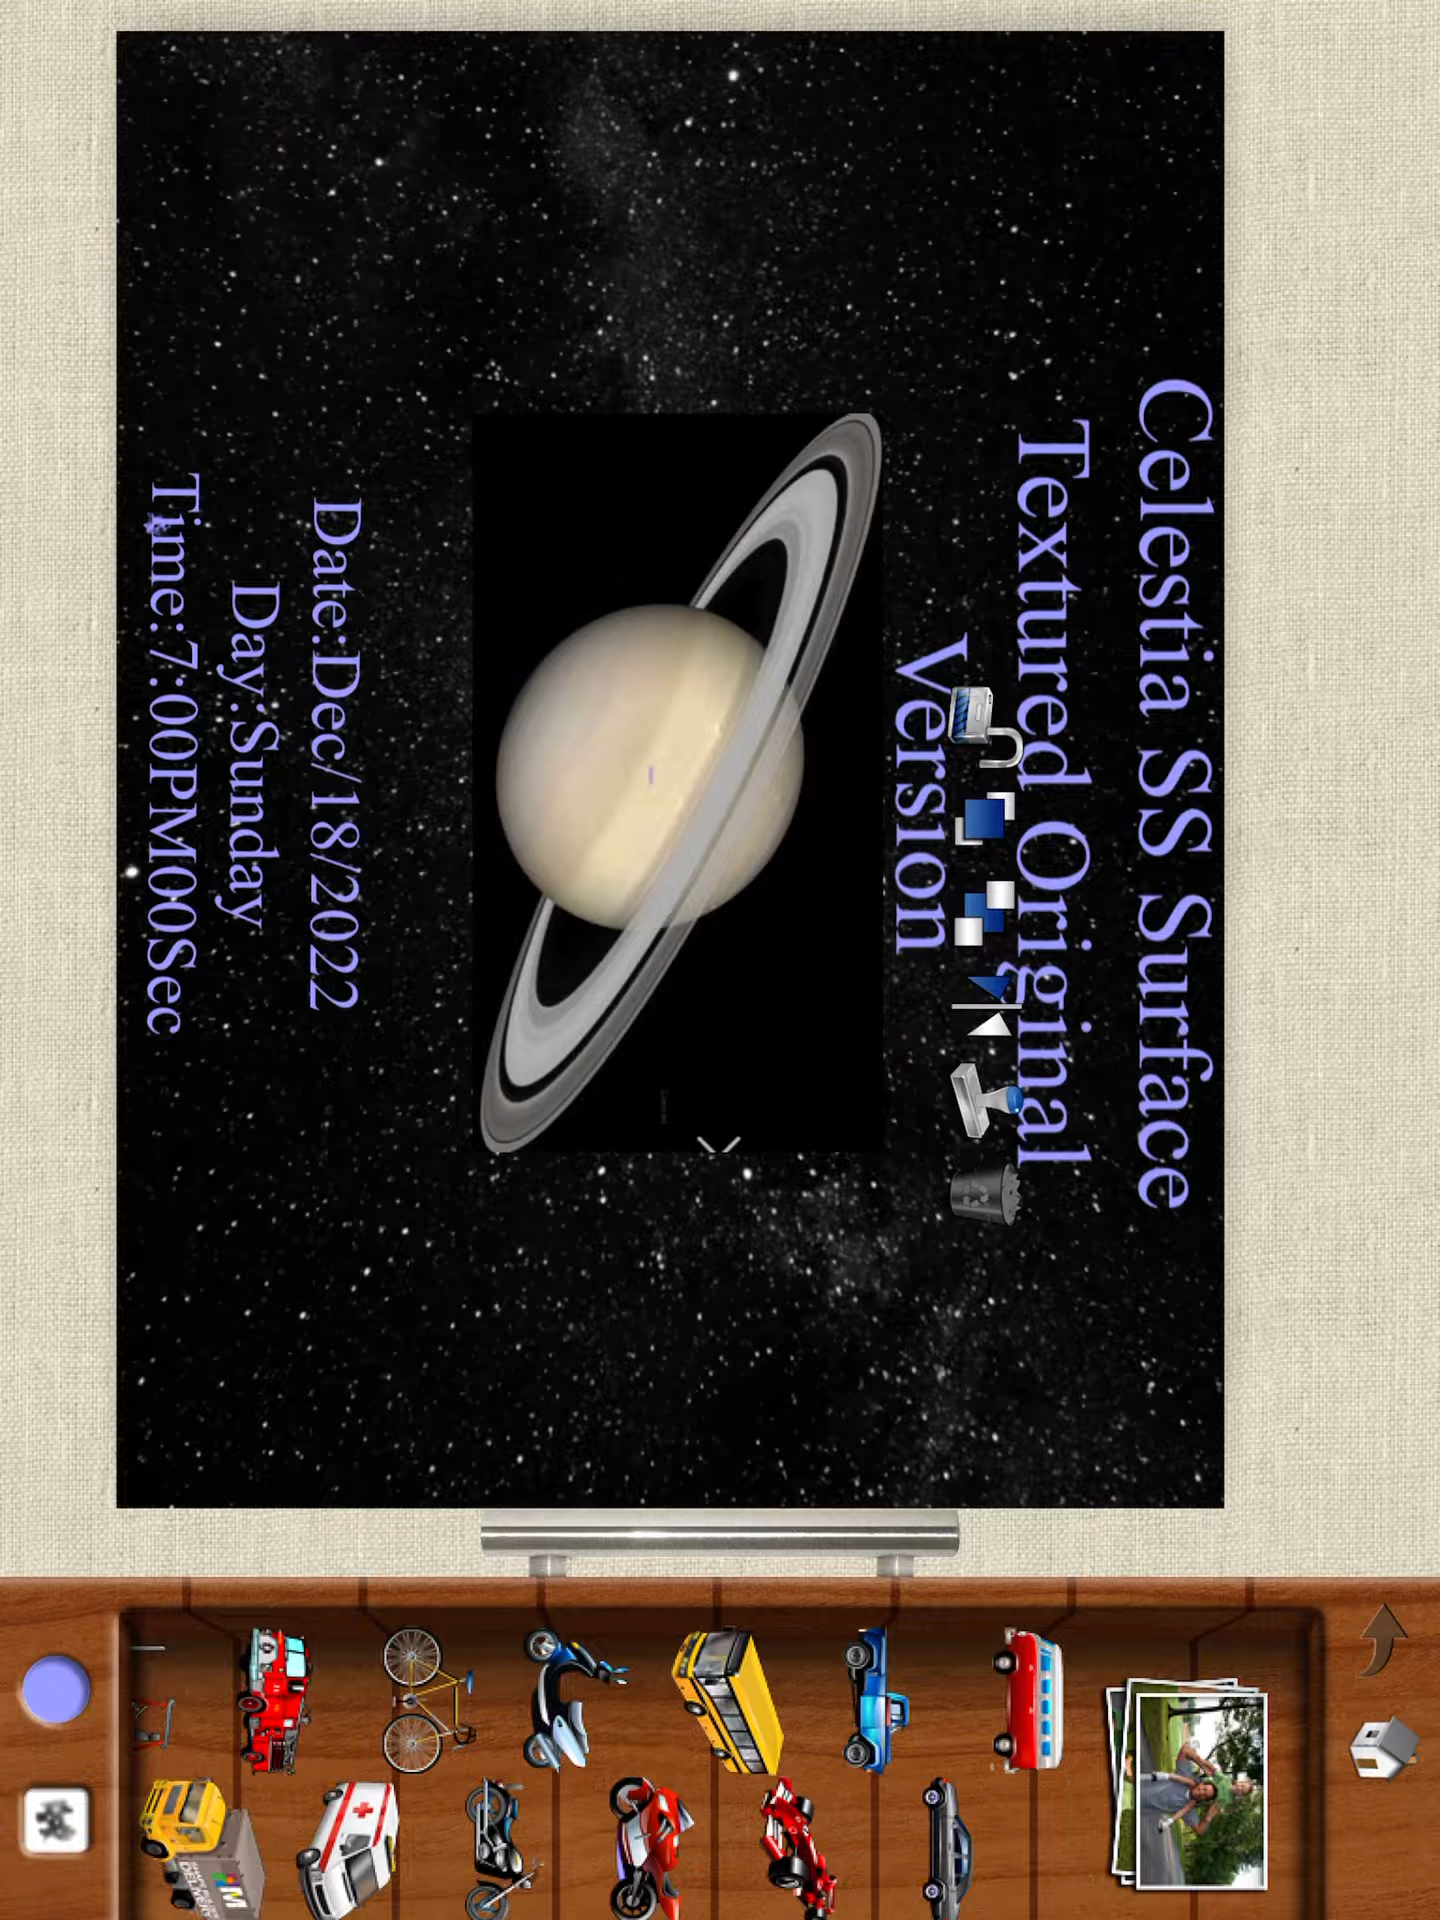 Celestia SS Surface
Textured Original
Version
Date:Dec/18/2022
Day:Sunday
Time:7:00PM00Sec